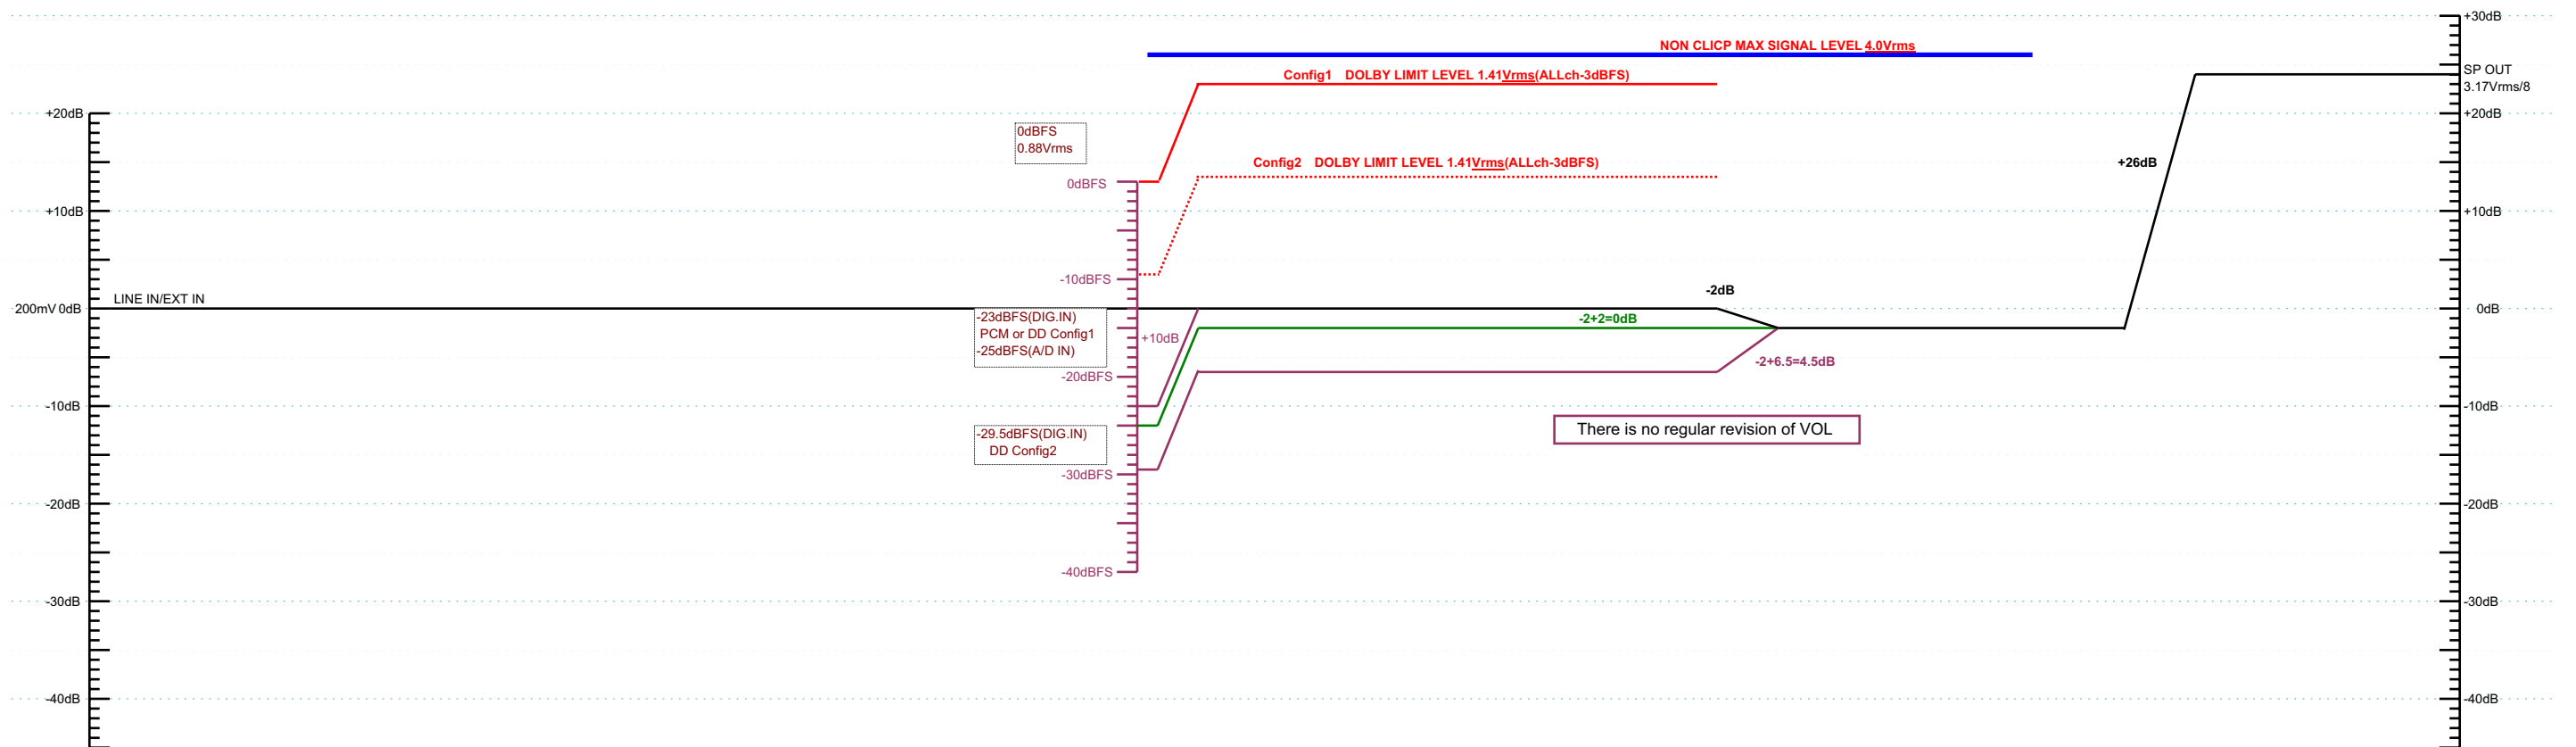 +30dB
NON CLICP MAX SIGNAL LEVEL 4.0Vrms
SP OUT
3.17Vrms/8
Config1 DOLBY LIMIT LEVEL 1.41Vrms(ALLch-3dBFS)
+20dB
+20dB
0dBFS
0.88Vrms
Config2 DOLBY LIMIT LEVEL 1.41Vrms(ALLch-3dBFS)
+26dB
0dBFS
+10dB
+10dB
-10dBFS
LINE IN/EXT IN
-2dB
200mV 0dB
0dB
-23dBFS(DIG.IN)
PCM or DD Config1
-25dBFS(A/D IN)
-2+2=0dB
+10dB
-2+6.5=4.5dB
-20dBFS
-10dB
-10dB
-29.5dBFS(DIG.IN)
DD Config2
There is no regular revision of VOL
-30dBFS
-20dB
-20dB
-40dBFS
-30dB
-30dB
-40dB
-40dB